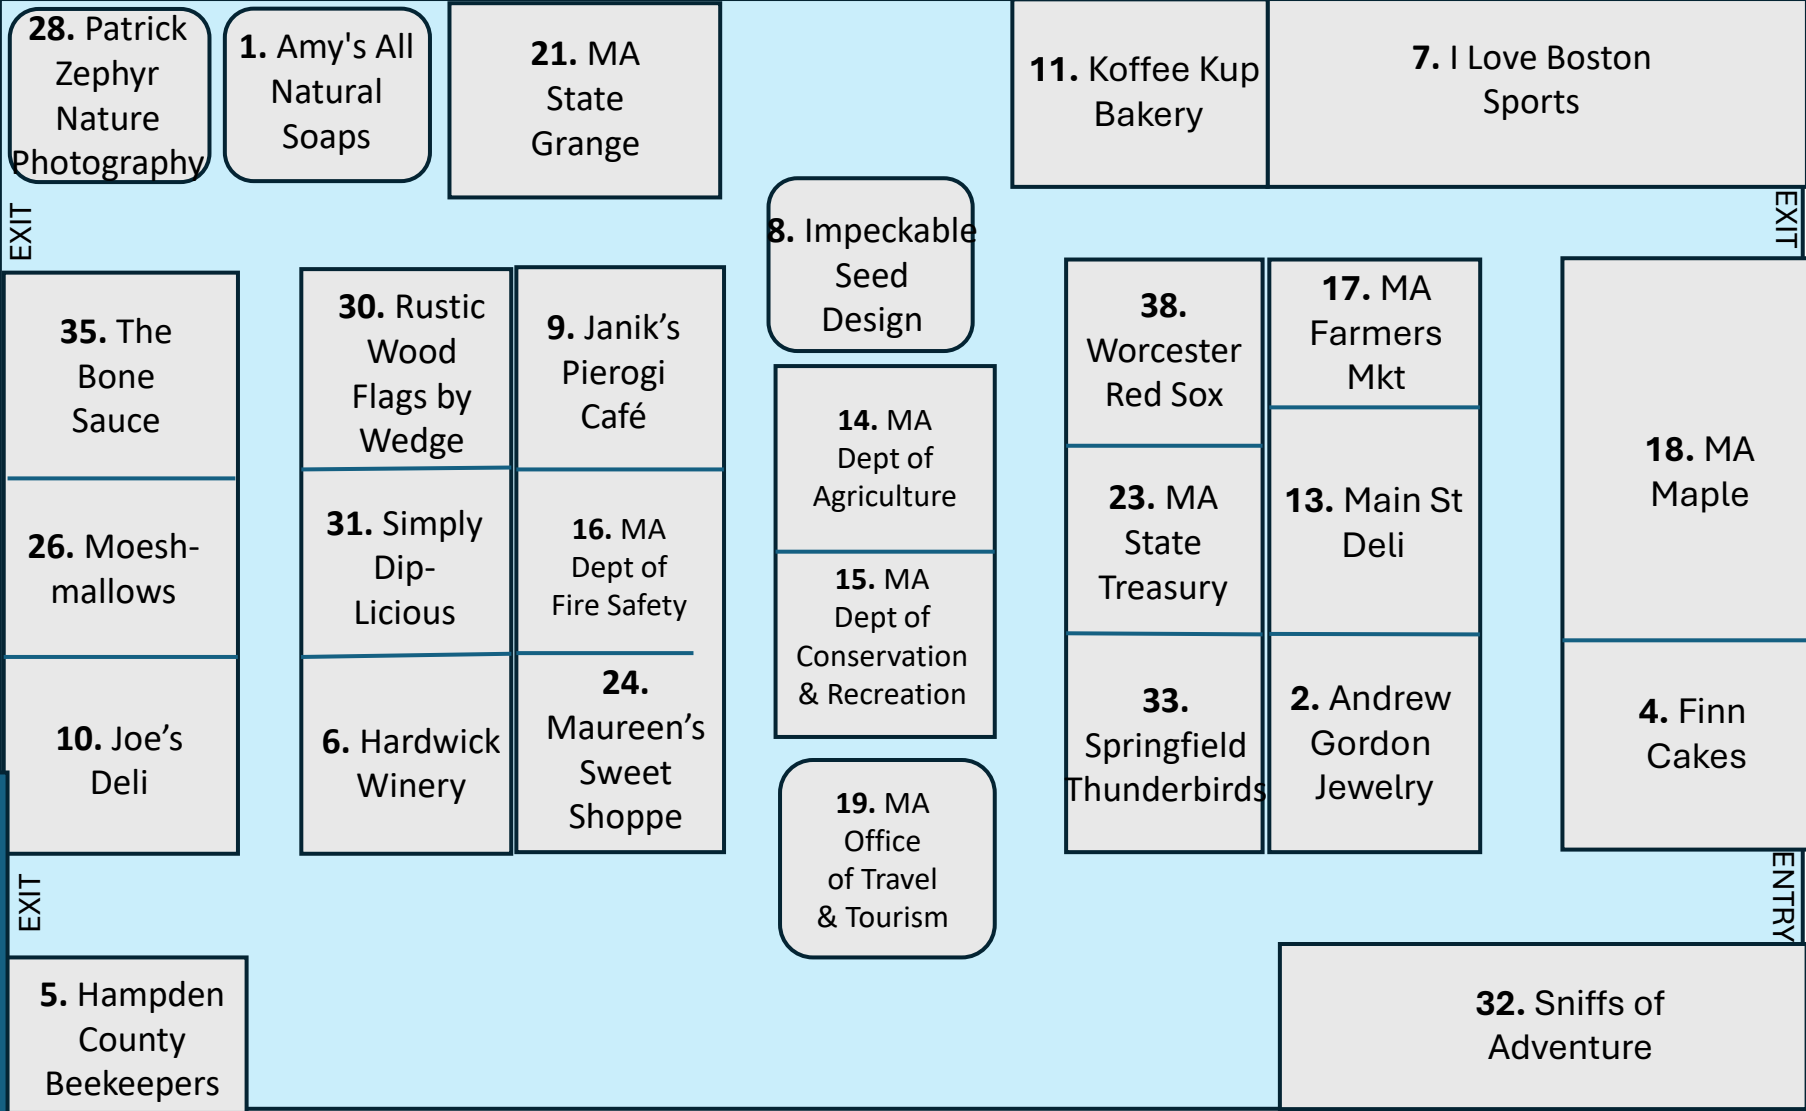 28. Patrick
Zephyr
Nature
Photography
1. Amy's All
Natural
Soaps
21. MA
State
Grange
11. Koffee Kup
Bakery
7. I Love Boston
Sports
EXIT
8. Impeckable
Seed
Design
EXIT
35. The
Bone
Sauce
26. Moesh-
mallows
10. Joe’s
Deli
30. Rustic
Wood
Flags by
Wedge
31. Simply
Dip-
Licious
6. Hardwick
Winery
9. Janik’s
Pierogi
Café
16. MA
Dept of
Fire Safety
24.
Maureen’s
Sweet
Shoppe
14. MA
Dept of
Agriculture
15. MA
Dept of
Conservation
& Recreation
19. MA
Office
of Travel
& Tourism
38.
Worcester
Red Sox
23. MA
State
Treasury
33.
Springfield
Thunderbirds
17. MA
Farmers
Mkt
13. Main St
Deli
2. Andrew
Gordon
Jewelry
18. MA
Maple
4. Finn
Cakes
EXIT
ENTRY
5. Hampden
County
Beekeepers
32. Sniffs of
Adventure